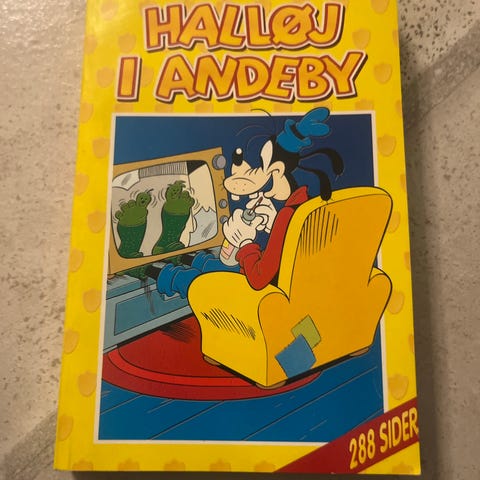 HALLØJ
I ANDEBY
288 SIDER